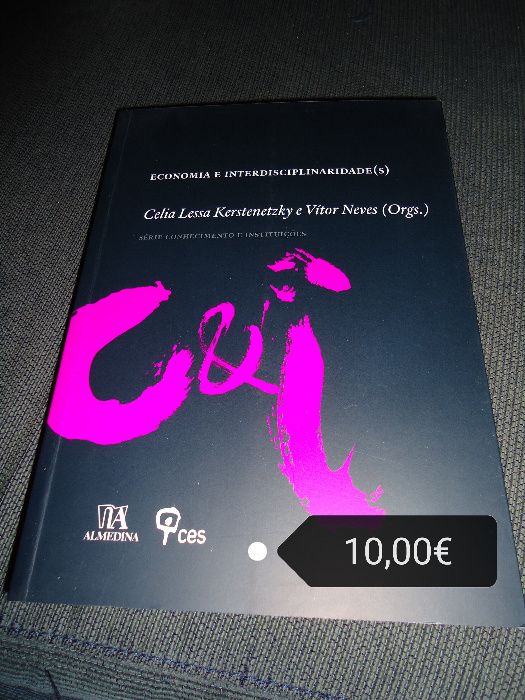 ECONOMIA E INTERDISCIPLINARIDADE(S)
Celia Lessa Kerstenetzky e Vítor Neves (Orgs.)
SÉRIE CONHECIMENTO E INSTITUIÇÕES
C&i
ALMEDINA
ces
10,00€